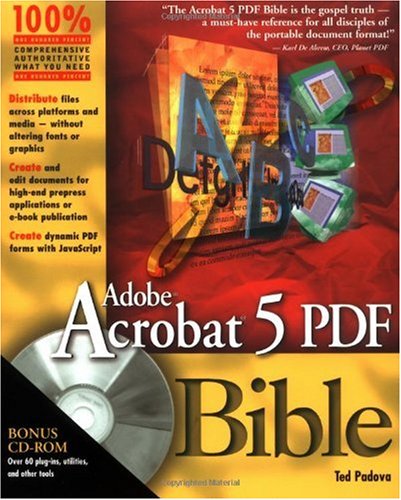 100%
ONE HUNDRED PERCENT
COMPREHENSIVE
AUTHORITATIVE
WHAT YOU NEED
ONE HUNDRED PERCENT
Distribute files
across platforms and
media — without
altering fonts or
graphics
Create and
edit documents for
high-end prepress
applications or
e-book publication
Create dynamic PDF
forms with JavaScript
"The Acrobat 5 PDF Bible is the gospel truth —
a must-have reference for all disciples of
the portable document format!"
— Karl De Abrew, CEO, Planet PDF
Copyrighted Material
A
B
C
Adobe®
Acrobat® 5 PDF
Bible
BONUS
CD-ROM
Over 60 plug-ins, utilities,
and other tools
Ted Padova
Copyrighted Material